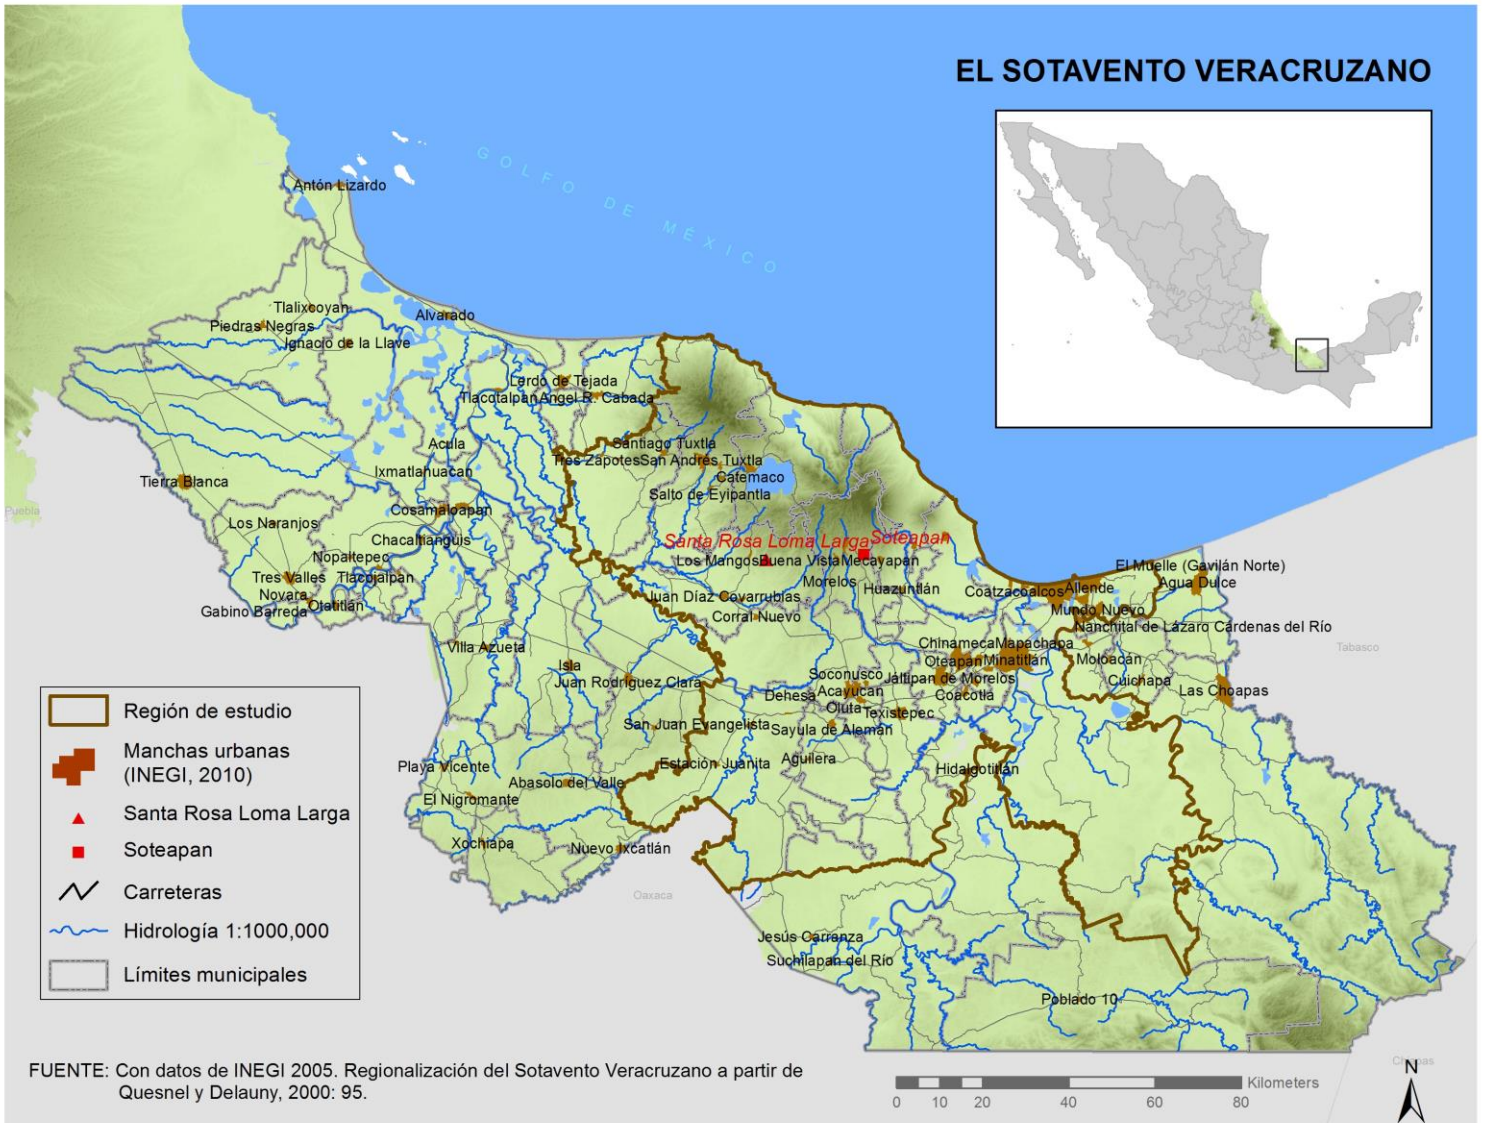 EL SOTAVENTO VERACRUZANO
GOLFO DE MÉXICO
Antón Lizardo
Tlalixcoyan
Piedras Negras
Alvarado
Ignacio de la Llave
Lerdo de Tejada
Tlacotalpan
Angel R. Cabada
Acula
Santiago Tuxtla
Tres Zapotes
San Andrés Tuxtla
Ixmatlahuacan
Catemaco
Tierra Blanca
Salto de Eyipantla
Puebla
Cosamaloapan
Los Naranjos
Chacaltianguis
Santa Rosa Loma Larga
Soteapan
Nopaltepec
Los Mangos
Buena Vista
Mecayapan
El Muelle (Gavilán Norte)
Tres Valles
Tlacojalpan
Morelos
Agua Dulce
Novara
Juan Díaz Covarrubias
Huazuntlán
Coatzacoalcos
Allende
Gabino Barreda
Otatitlán
Corral Nuevo
Mundo Nuevo
Nanchital de Lázaro Cárdenas del Río
Villa Azueta
Chinameca
Mapachapa
Tabasco
Isla
Oteapan
Minatitlán
Moloacán
Juan Rodríguez Clara
Soconusco
Jáltipan de Morelos
Cuichapa
Dehesa
Acayucan
Coacotla
Las Choapas
Oluta
Texistepec
San Juan Evangelista
Sayula de Alemán
Playa Vicente
Estación Juanita
Aguilera
Hidalgotitlán
Abasolo del Valle
El Nigromante
Xochiapa
Nuevo Ixcatlán
Oaxaca
Jesús Carranza
Suchilapan del Río
Poblado 10
Chiapas
Región de estudio
Manchas urbanas
(INEGI, 2010)
Santa Rosa Loma Larga
Soteapan
Carreteras
Hidrología 1:1000,000
Límites municipales
FUENTE: Con datos de INEGI 2005. Regionalización del Sotavento Veracruzano a partir de
Quesnel y Delauny, 2000: 95.
Kilometers
0 10 20 40 60 80
N